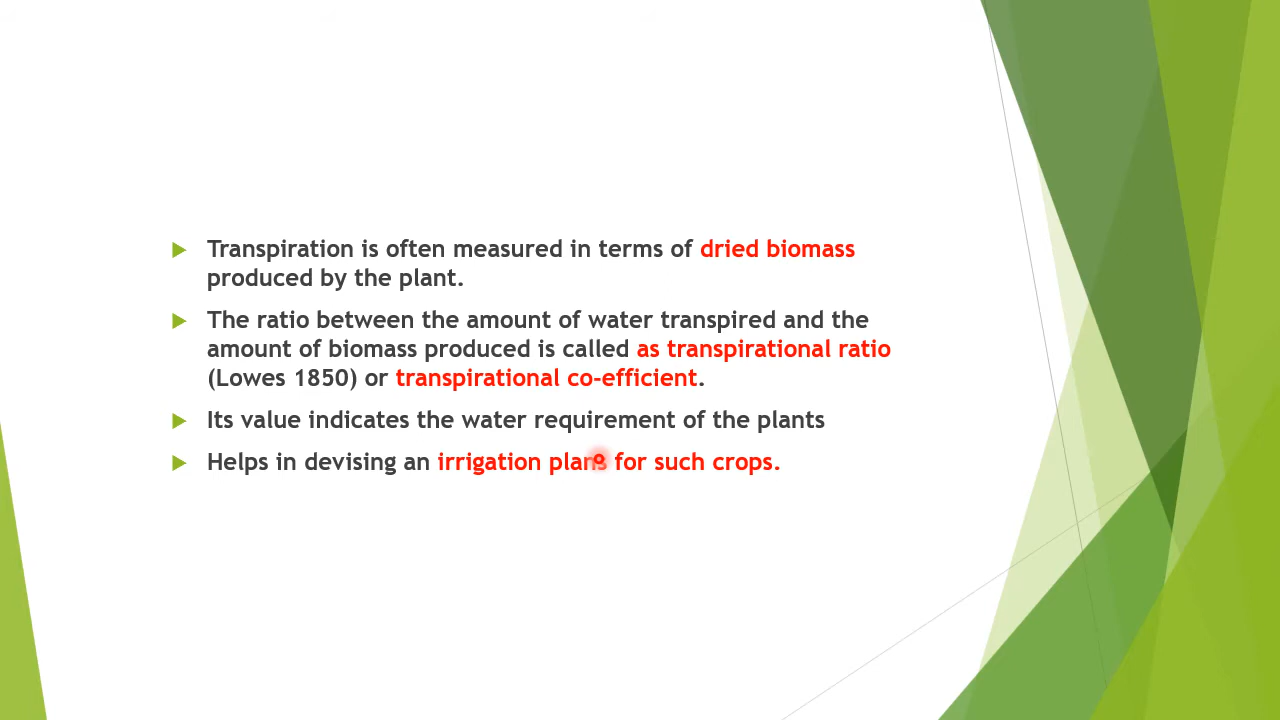 Transpiration is often measured in terms of dried biomass
produced by the plant.
The ratio between the amount of water transpired and the
amount of biomass produced is called as transpirational ratio
(Lowes 1850) or transpirational co-efficient.
Its value indicates the water requirement of the plants
Helps in devising an irrigation plans for such crops.